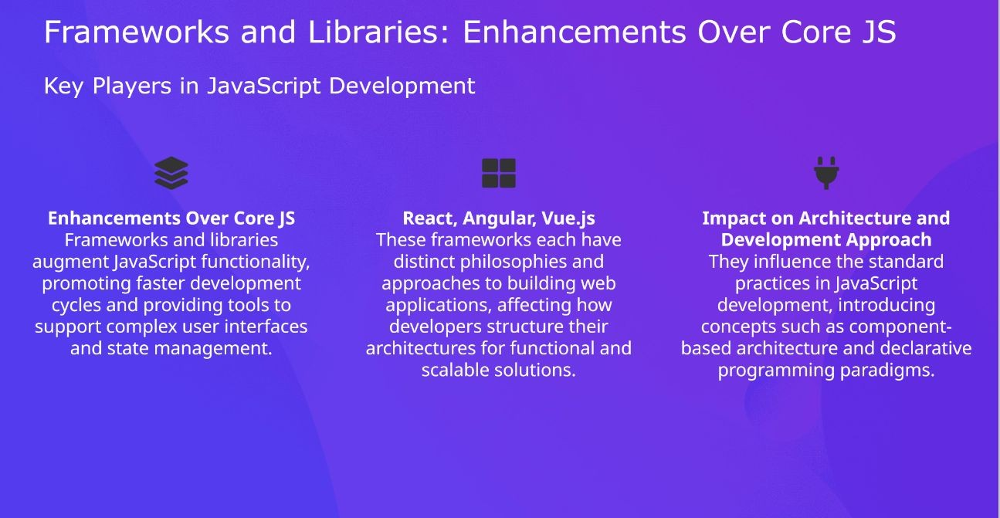 Frameworks and Libraries: Enhancements Over Core JS
Key Players in JavaScript Development
Enhancements Over Core JS
Frameworks and libraries
augment JavaScript functionality,
promoting faster development
cycles and providing tools to
support complex user interfaces
and state management.
React, Angular, Vue.js
These frameworks each have
distinct philosophies and
approaches to building web
applications, affecting how
developers structure their
architectures for functional and
scalable solutions.
Impact on Architecture and
Development Approach
They influence the standard
practices in JavaScript
development, introducing
concepts such as component-
based architecture and declarative
programming paradigms.